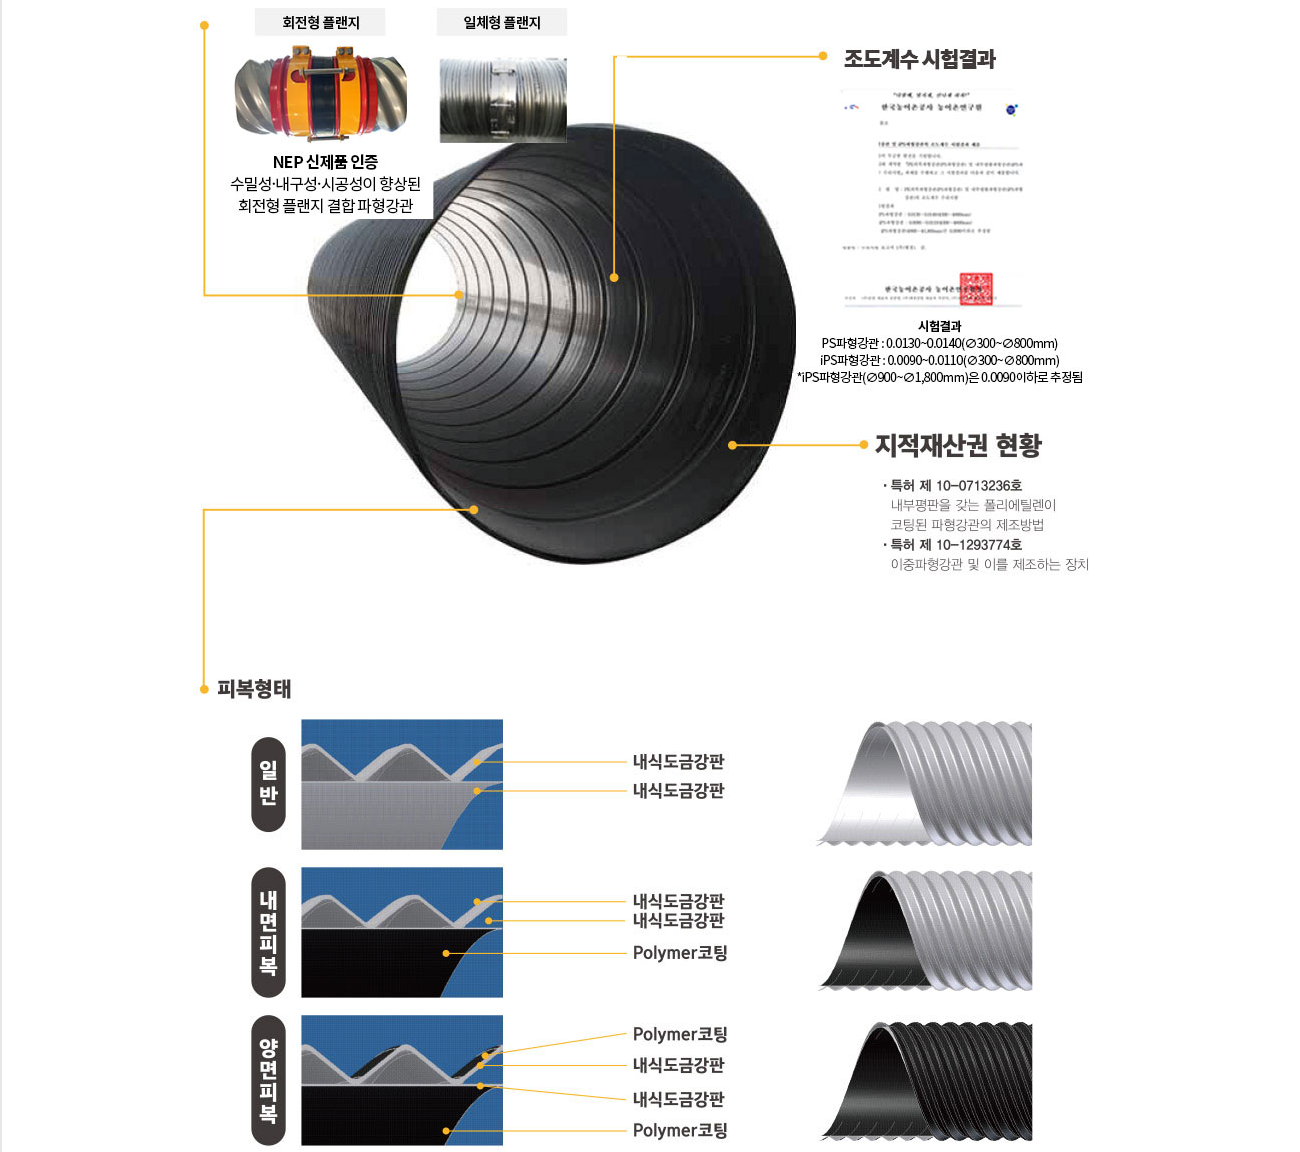 회전형 플랜지
일체형 플랜지
NEP 신제품 인증
수밀성·내구성·시공성이 향상된
회전형 플랜지 결합 파형강관
조도계수 시험결과
한국농어촌공사 농어촌연구원
시험결과
PS파형강관 : 0.0130~0.0140(∅300~∅800mm)
iPS파형강관 : 0.0090~0.0110(∅300~∅800mm)
*iPS파형강관(∅900~∅1,800mm)은 0.0090이하로 추정됨
지적재산권 현황
· 특허 제 10-0713236호
내부평판을 갖는 폴리에틸렌이
코팅된 파형강관의 제조방법
· 특허 제 10-1293774호
이중파형강관 및 이를 제조하는 장치
피복형태
일반
내식도금강판
내식도금강판
내면피복
내식도금강판
내식도금강판
Polymer코팅
양면피복
Polymer코팅
내식도금강판
내식도금강판
Polymer코팅